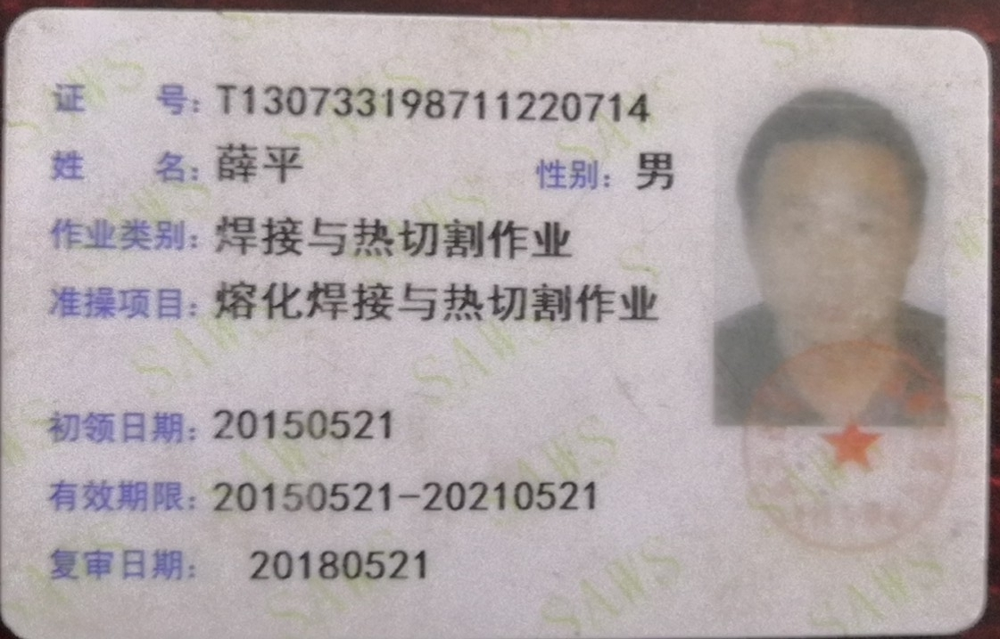 证 号：T130733198711220714
姓 名：薛平 性别：男
作业类别：焊接与热切割作业
准操项目：熔化焊接与热切割作业
初领日期：20150521
有效期限：20150521-20210521
复审日期： 20180521
SAWS